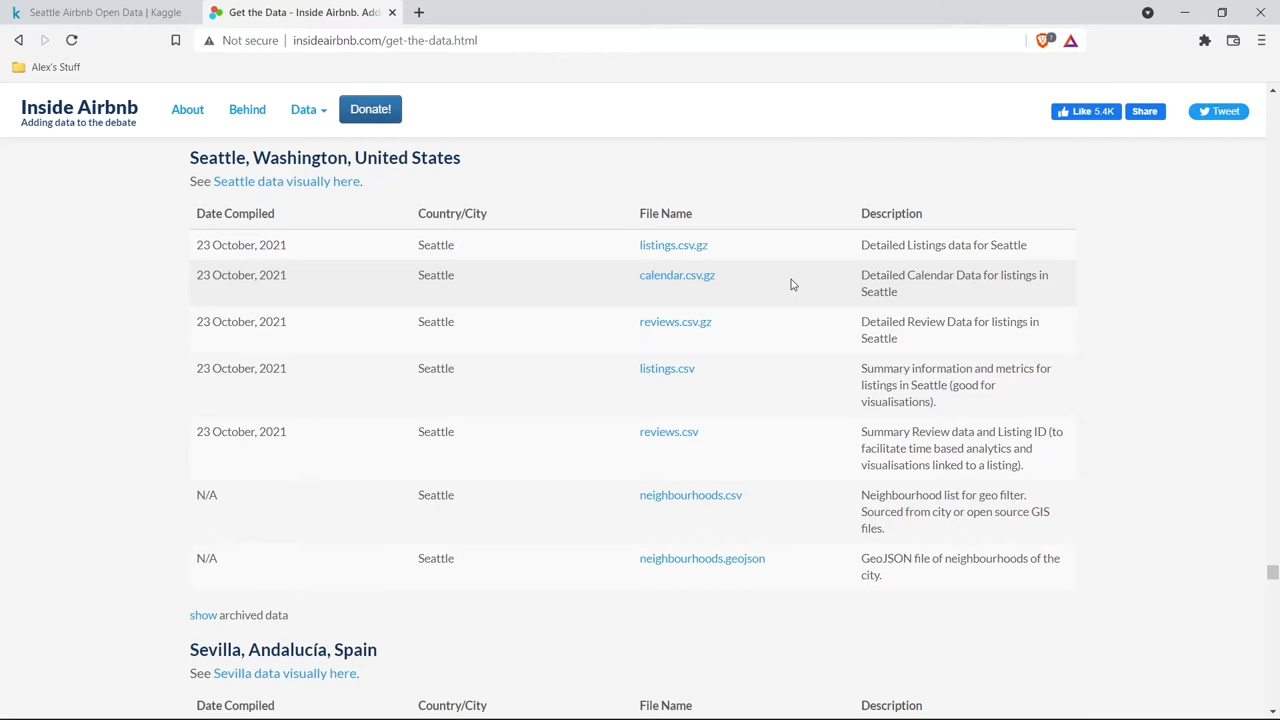 Seattle Airbnb Open Data | Kaggle
Get the Data - Inside Airbnb. Add
Not secure | insideairbnb.com/get-the-data.html
7
Alex's Stuff
Inside Airbnb
Adding data to the debate
About Behind Data Donate!
Like 5.4K Share Tweet
Seattle, Washington, United States
See Seattle data visually here.
Date Compiled Country/City File Name Description
23 October, 2021 Seattle listings.csv.gz Detailed Listings data for Seattle
23 October, 2021 Seattle calendar.csv.gz Detailed Calendar Data for listings in
Seattle
23 October, 2021 Seattle reviews.csv.gz Detailed Review Data for listings in
Seattle
23 October, 2021 Seattle listings.csv Summary information and metrics for
listings in Seattle (good for
visualisations).
23 October, 2021 Seattle reviews.csv Summary Review data and Listing ID (to
facilitate time based analytics and
visualisations linked to a listing).
N/A Seattle neighbourhoods.csv Neighbourhood list for geo filter.
Sourced from city or open source GIS
files.
N/A Seattle neighbourhoods.geojson GeoJSON file of neighbourhoods of the
city.
show archived data
Sevilla, Andalucía, Spain
See Sevilla data visually here.
Date Compiled Country/City File Name Description